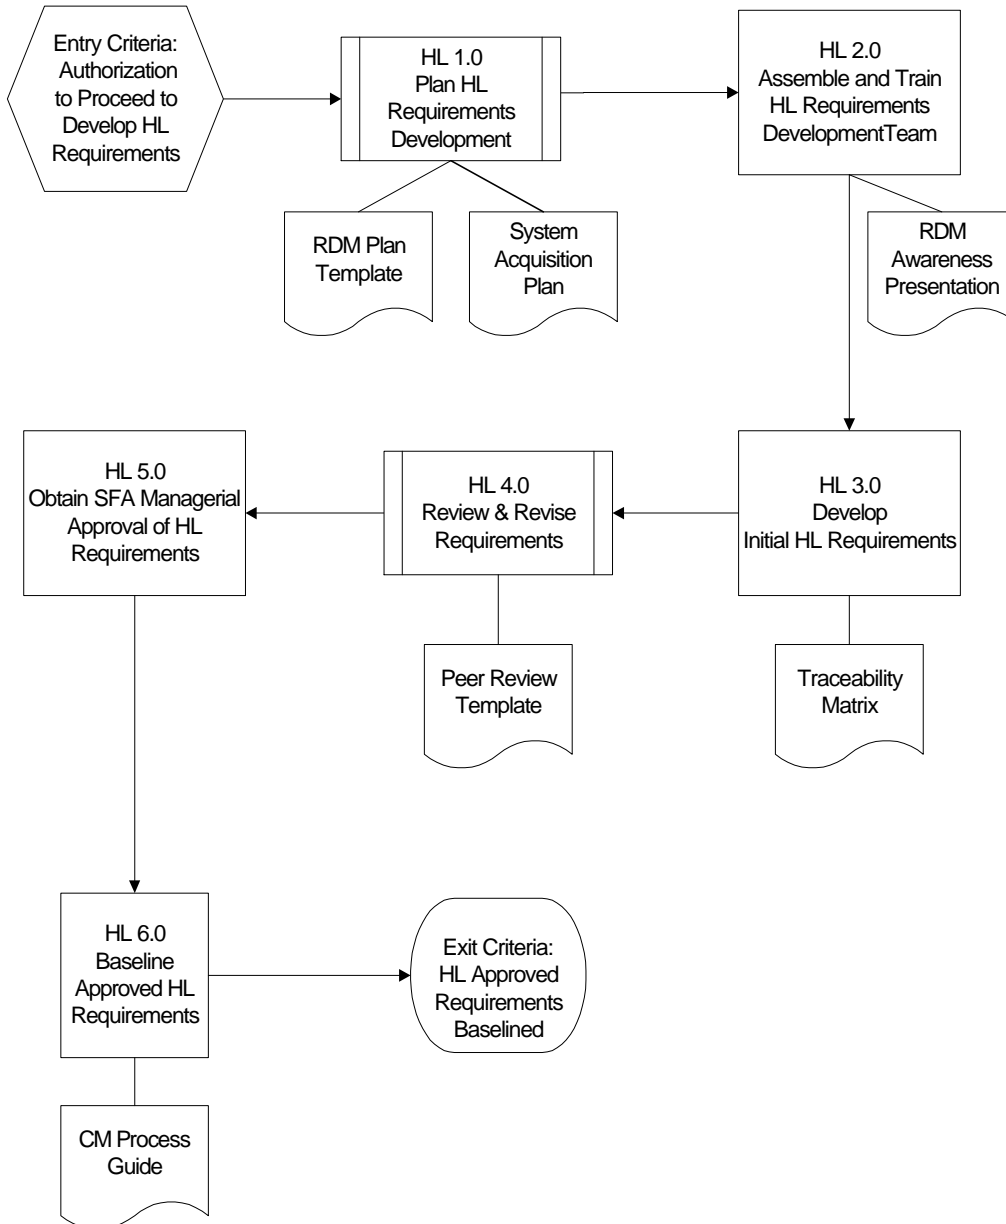 Entry Criteria:
Authorization
to Proceed to
Develop HL
Requirements
HL 1.0
Plan HL
Requirements
Development
HL 2.0
Assemble and Train
HL Requirements
DevelopmentTeam
RDM Plan
Template
System
Acquisition
Plan
RDM
Awareness
Presentation
HL 5.0
Obtain SFA Managerial
Approval of HL
Requirements
HL 4.0
Review & Revise
Requirements
HL 3.0
Develop
Initial HL Requirements
Peer Review
Template
Traceability
Matrix
HL 6.0
Baseline
Approved HL
Requirements
Exit Criteria:
HL Approved
Requirements
Baselined
CM Process
Guide